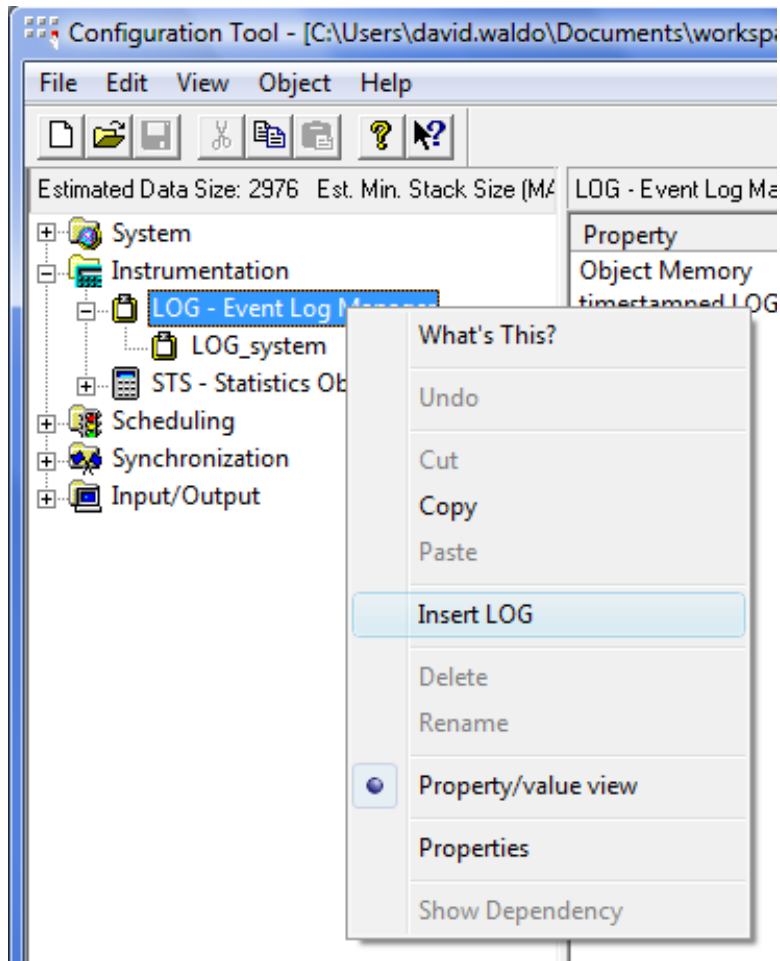 Configuration Tool - [C:\Users\david.waldo\Documents\worksp
File Edit View Object Help
Estimated Data Size: 2976 Est. Min. Stack Size (MA
LOG - Event Log Ma
System
Instrumentation
LOG - Event Log Manager
LOG_system
STS - Statistics Ob
Scheduling
Synchronization
Input/Output
Property
Object Memory
timestamped LOG
What's This?
Undo
Cut
Copy
Paste
Insert LOG
Delete
Rename
Property/value view
Properties
Show Dependency